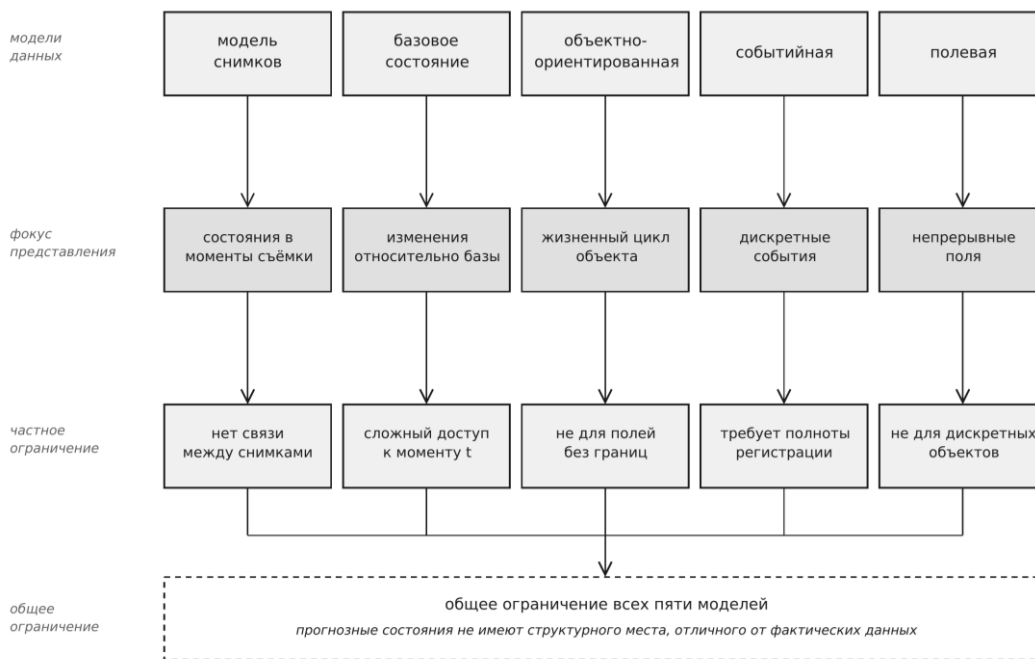 модели
данных
модель
снимков
базовое
состояние
объектно-
ориентированная
событийная
полевая
фокус
представления
состояния в
моменты съёмки
изменения
относительно базы
жизненный цикл
объекта
дискретные
события
непрерывные
поля
частное
ограничение
нет связи
между снимками
сложный доступ
к моменту t
не для полей
без границ
требует полноты
регистрации
не для дискретных
объектов
общее
ограничение
общее ограничение всех пяти моделей
прогнозные состояния не имеют структурного места, отличного от фактических данных